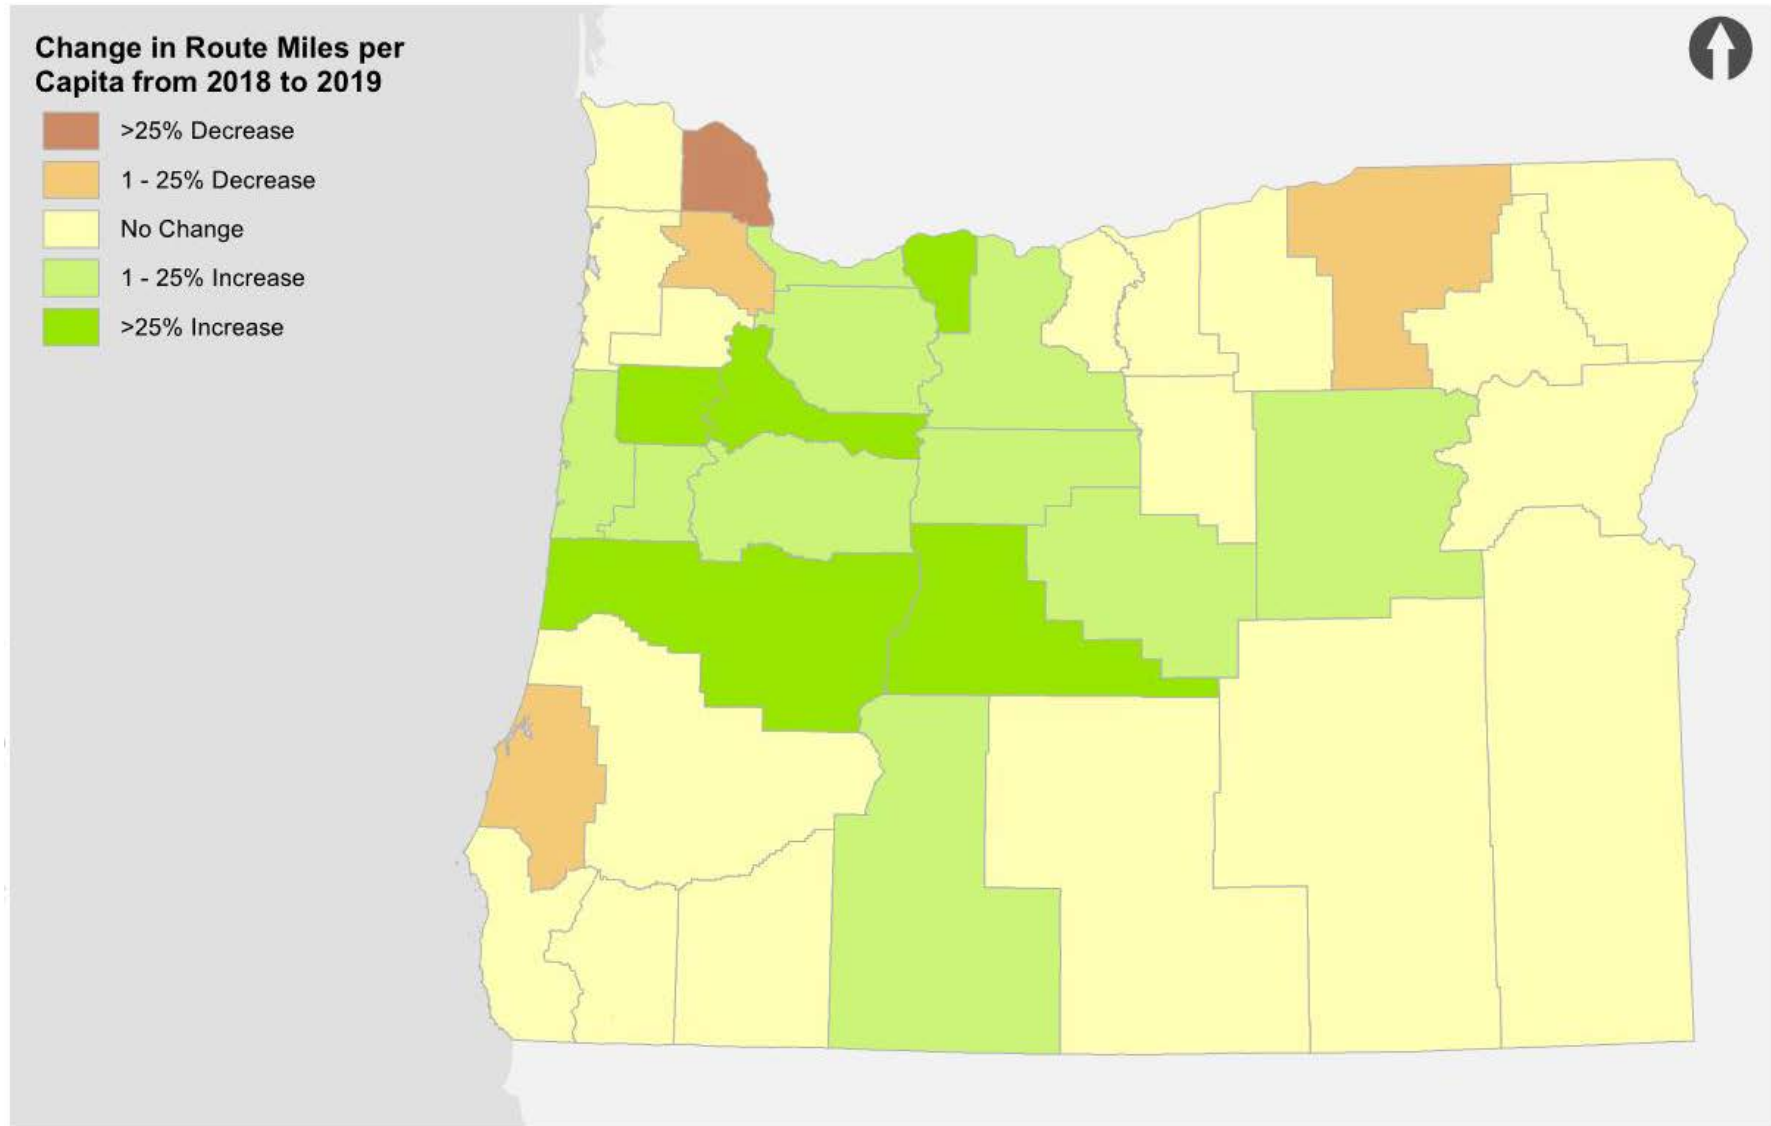 Change in Route Miles per
Capita from 2018 to 2019
>25% Decrease
1 - 25% Decrease
No Change
1 - 25% Increase
>25% Increase